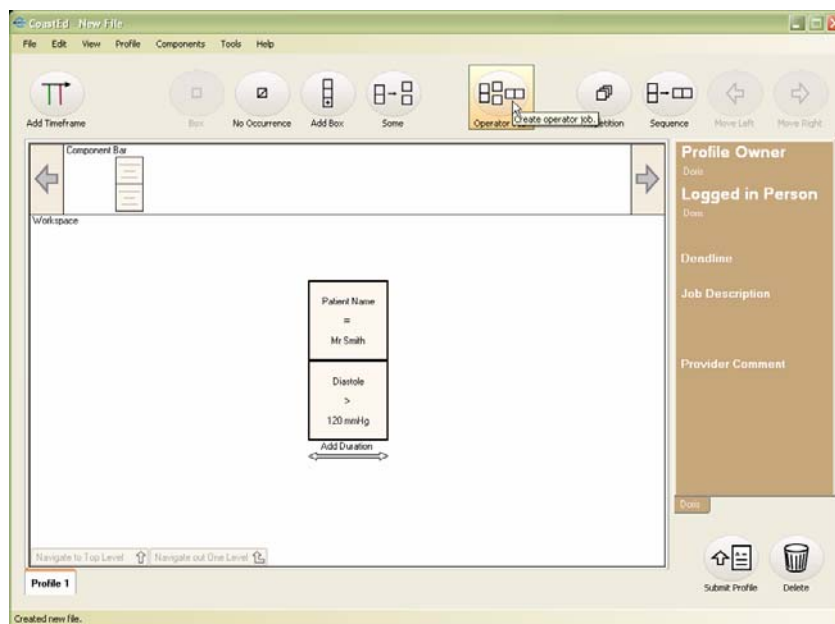 CoastEd - New File
File Edit View Profile Components Tools Help
Add Timeframe Box No Occurrence Add Box Some Operator Create operator job. etition Sequence Move Left Move Right
Component Bar
Workspace
Patient Name
=
Mr Smith
Diastole
>
120 mmHg
Add Duration
Navigate to Top Level Navigate out One Level
Profile 1
Created new file.
Profile Owner
Doris
Logged in Person
Doris
Deadline
Job Description
Provider Comment
Doris
Submit Profile Delete